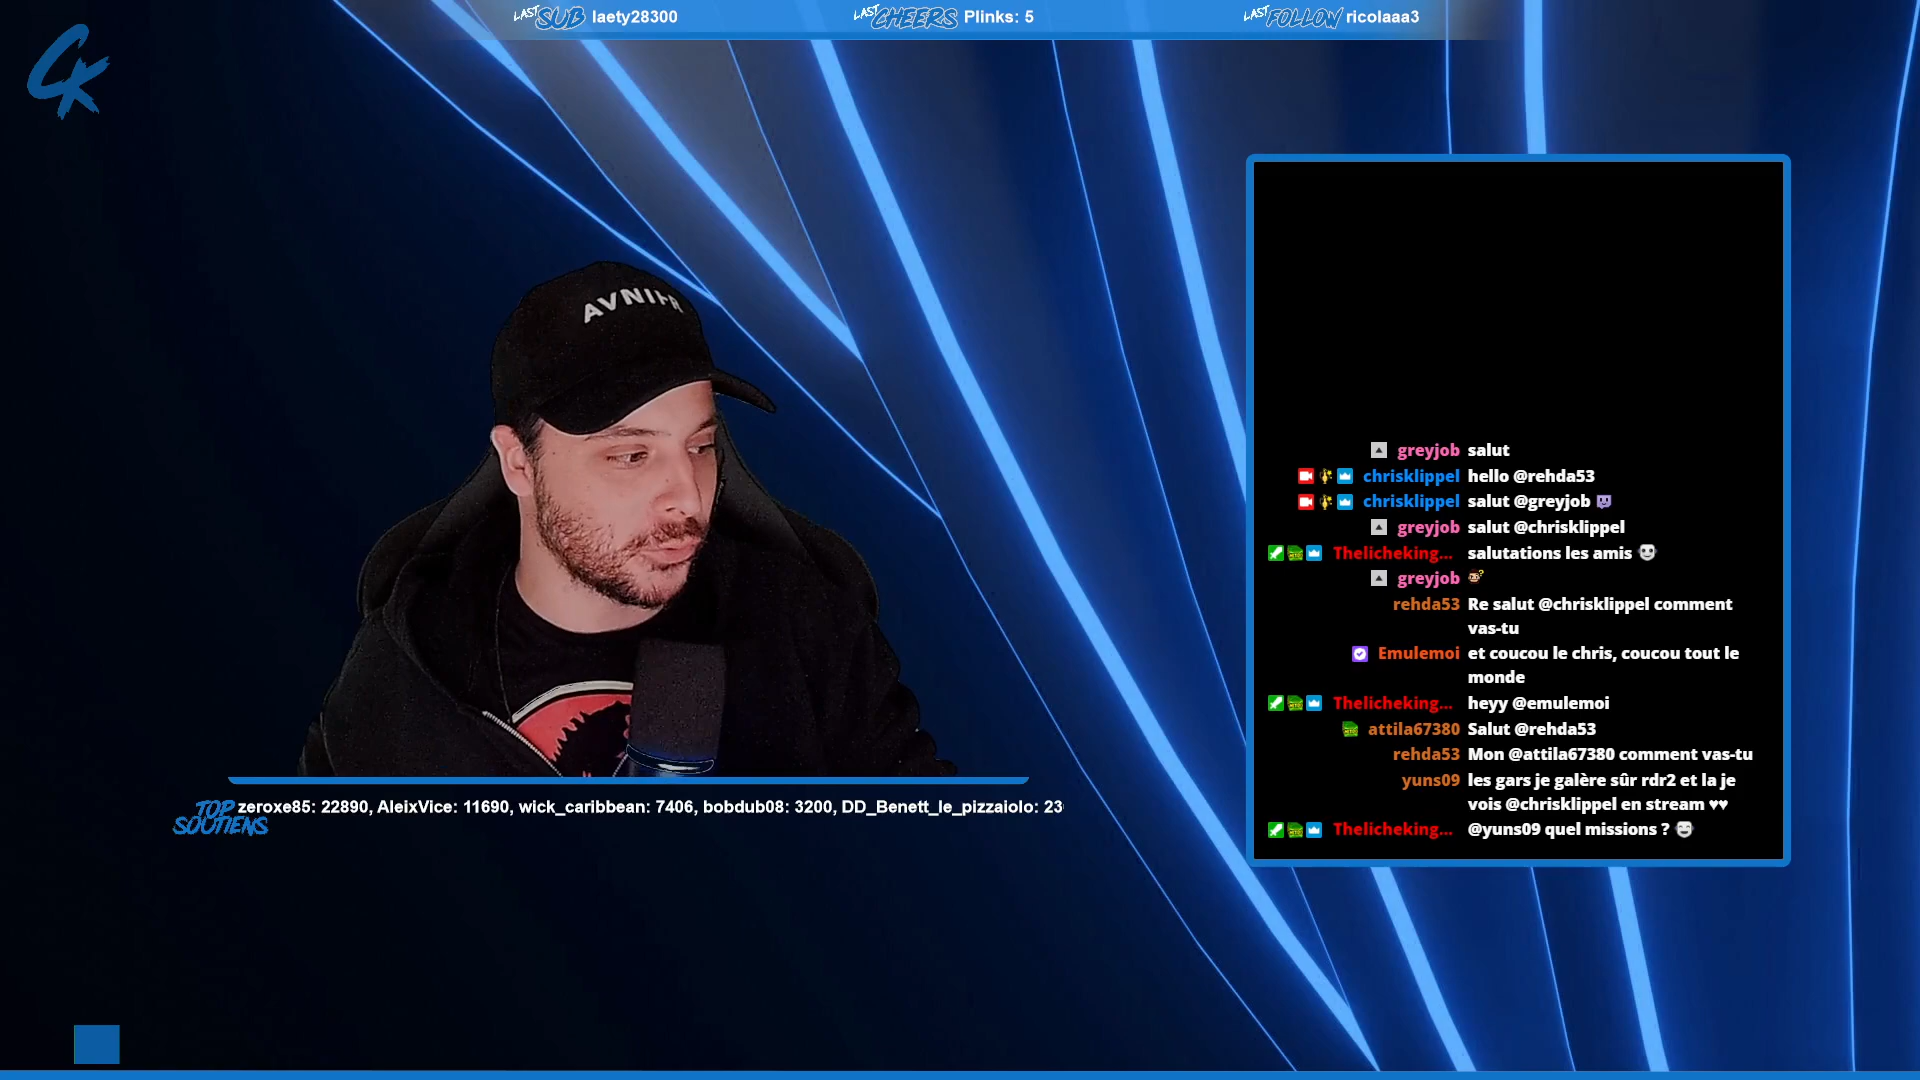 LAST SUB laety28300 LAST CHEERS Plinks: 5 LAST FOLLOW ricolaaa3
CK
AVNIER
greyjob salut
chrisklippel hello @rehda53
chrisklippel salut @greyjob
greyjob salut @chrisklippel
Thelicheking... salutations les amis
greyjob
rehda53 Re salut @chrisklippel comment
vas-tu
Emulemoi et coucou le chris, coucou tout le
monde
Thelicheking... heyy @emulemoi
attila67380 Salut @rehda53
rehda53 Mon @attila67380 comment vas-tu
yuns09 les gars je galère sûr rdr2 et la je
vois @chrisklippel en stream ♥♥
Thelicheking... @yuns09 quel missions ?
TOP SOUTIENS zeroxe85: 22890, AleixVice: 11690, wick_caribbean: 7406, bobdub08: 3200, DD_Benett_le_pizzaiolo: 23